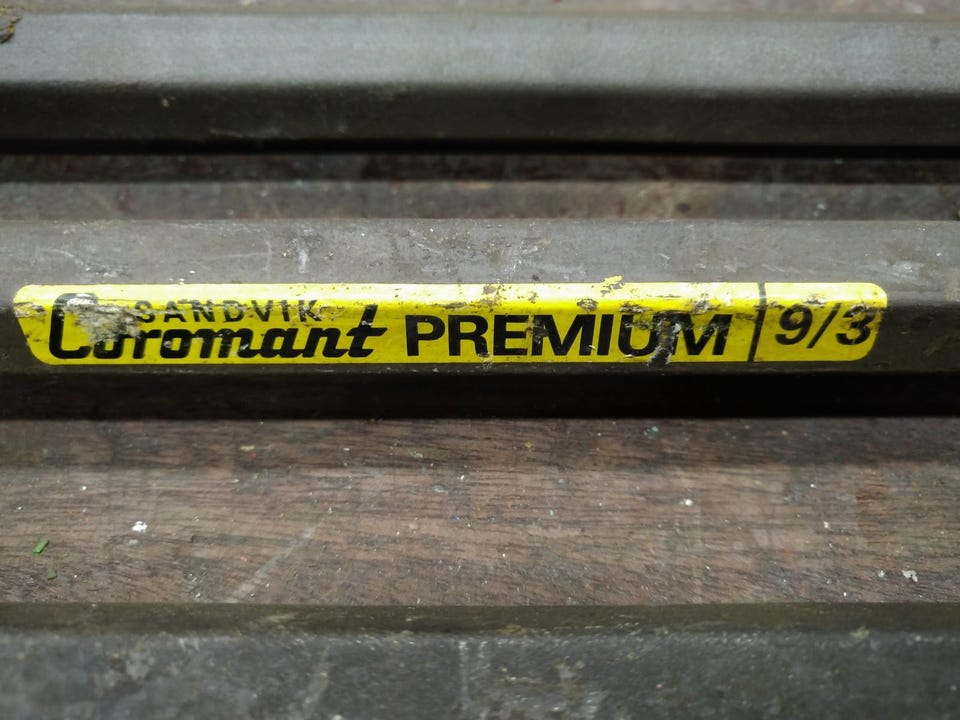 SANDVIK
Coromant PREMIUM 9/3